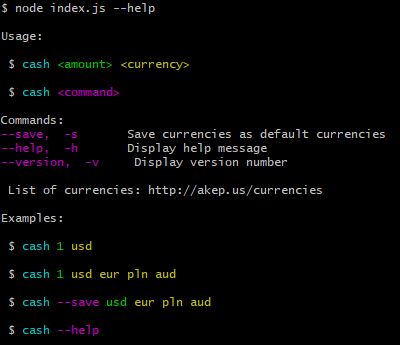 $ node index.js --help
Usage:
$ cash <amount> <currency>
$ cash <command>
Commands:
--save, -s Save currencies as default currencies
--help, -h Display help message
--version, -v Display version number
List of currencies: http://akep.us/currencies
Examples:
$ cash 1 usd
$ cash 1 usd eur pln aud
$ cash --save usd eur pln aud
$ cash --help